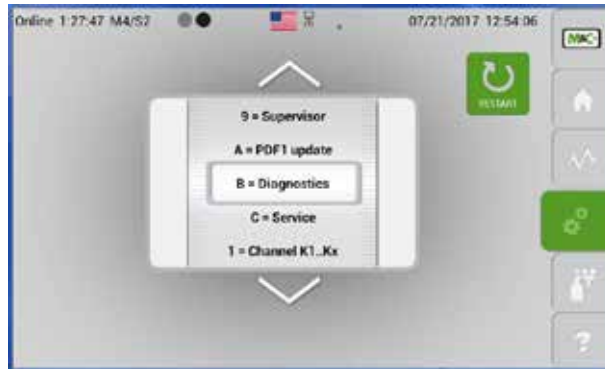 Online 1:27:47 M4/S2
07/21/2017 12:54:06
RESTART
9 = Supervisor
A = PDF1 update
B = Diagnostics
C = Service
1 = Channel K1..Kx
?